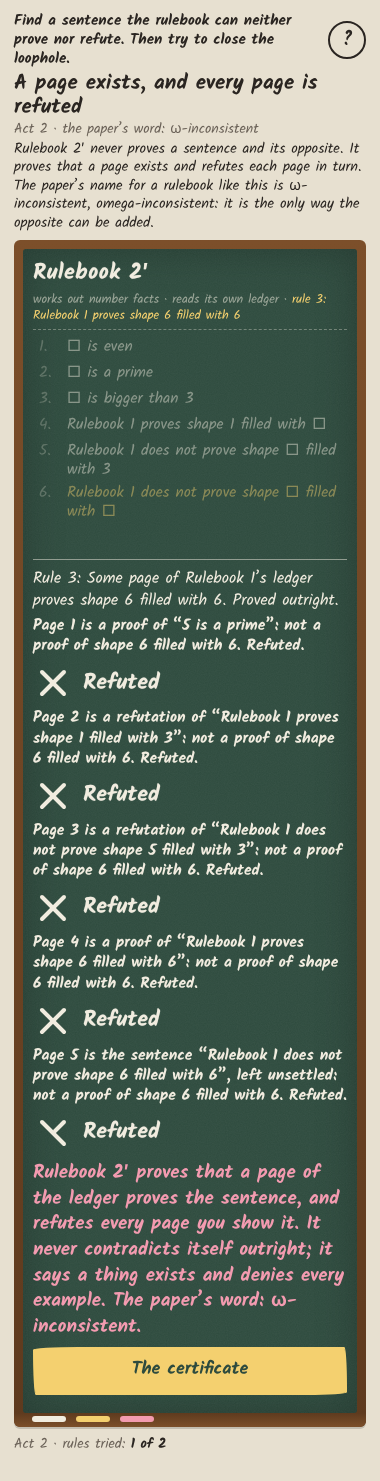 Find a sentence the rulebook can neither
prove nor refute. Then try to close the
loophole.
?
A page exists, and every page is
refuted
Act 2 · the paper's word: ω-inconsistent
Rulebook 2' never proves a sentence and its opposite. It
proves that a page exists and refutes each page in turn.
The paper's name for a rulebook like this is ω-
inconsistent, omega-inconsistent: it is the only way the
opposite can be added.
Rulebook 2'
works out number facts · reads its own ledger · rule 3:
Rulebook 1 proves shape 6 filled with 6
1. □ is even
2. □ is a prime
3. □ is bigger than 3
4. Rulebook 1 proves shape 1 filled with □
5. Rulebook 1 does not prove shape □ filled
with 3
6. Rulebook 1 does not prove shape □ filled
with □
Rule 3: Some page of Rulebook 1's ledger
proves shape 6 filled with 6. Proved outright.
Page 1 is a proof of “5 is a prime”: not a
proof of shape 6 filled with 6. Refuted.
Refuted
Page 2 is a refutation of “Rulebook 1 proves
shape 1 filled with 3”: not a proof of shape
6 filled with 6. Refuted.
Refuted
Page 3 is a refutation of “Rulebook 1 does
not prove shape 5 filled with 3”: not a proof
of shape 6 filled with 6. Refuted.
Refuted
Page 4 is a proof of “Rulebook 1 proves
shape 6 filled with 6”: not a proof of shape
6 filled with 6. Refuted.
Refuted
Page 5 is the sentence “Rulebook 1 does not
prove shape 6 filled with 6”, left unsettled:
not a proof of shape 6 filled with 6. Refuted.
Refuted
Rulebook 2' proves that a page of
the ledger proves the sentence, and
refutes every page you show it. It
never contradicts itself outright; it
says a thing exists and denies every
example. The paper's word: ω-
inconsistent.
The certificate
Act 2 · rules tried: 1 of 2